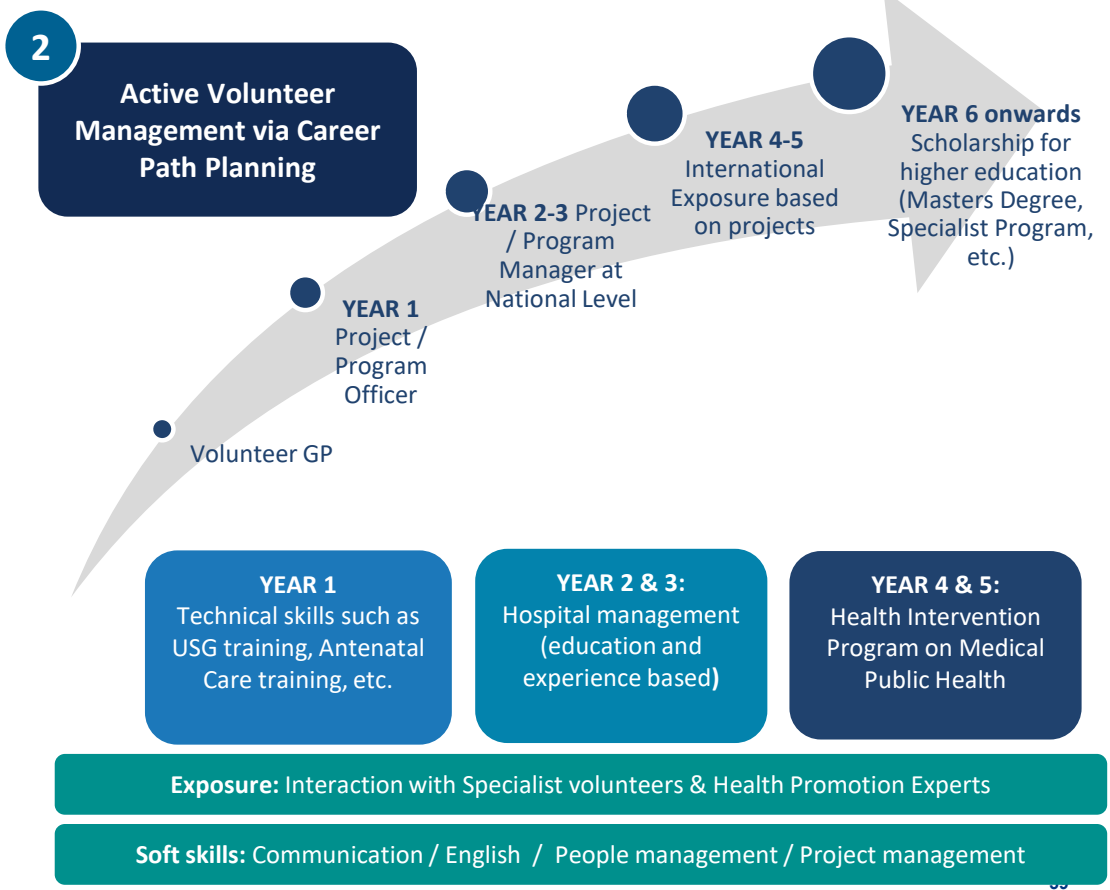 2
Active Volunteer
Management via Career
Path Planning
YEAR 6 onwards
Scholarship for
higher education
(Masters Degree,
Specialist Program,
etc.)
YEAR 4-5
International
Exposure based
on projects
YEAR 2-3 Project
/ Program
Manager at
National Level
YEAR 1
Project /
Program
Officer
Volunteer GP
YEAR 1
Technical skills such as
USG training, Antenatal
Care training, etc.
YEAR 2 & 3:
Hospital management
(education and
experience based)
YEAR 4 & 5:
Health Intervention
Program on Medical
Public Health
Exposure: Interaction with Specialist volunteers & Health Promotion Experts
Soft skills: Communication / English / People management / Project management